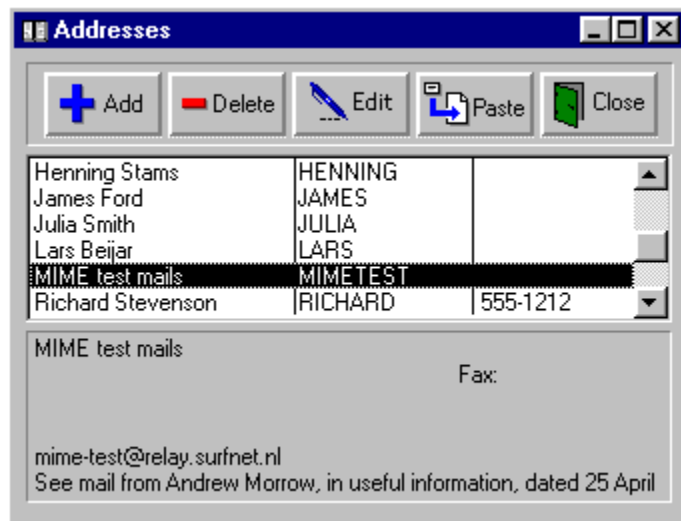 Addresses
Add Delete Edit Paste Close
Henning Stams HENNING
James Ford JAMES
Julia Smith JULIA
Lars Beijar LARS
MIME test mails MIMETEST
Richard Stevenson RICHARD 555-1212
MIME test mails
Fax:
mime-test@relay.surfnet.nl
See mail from Andrew Morrow, in useful information, dated 25 April